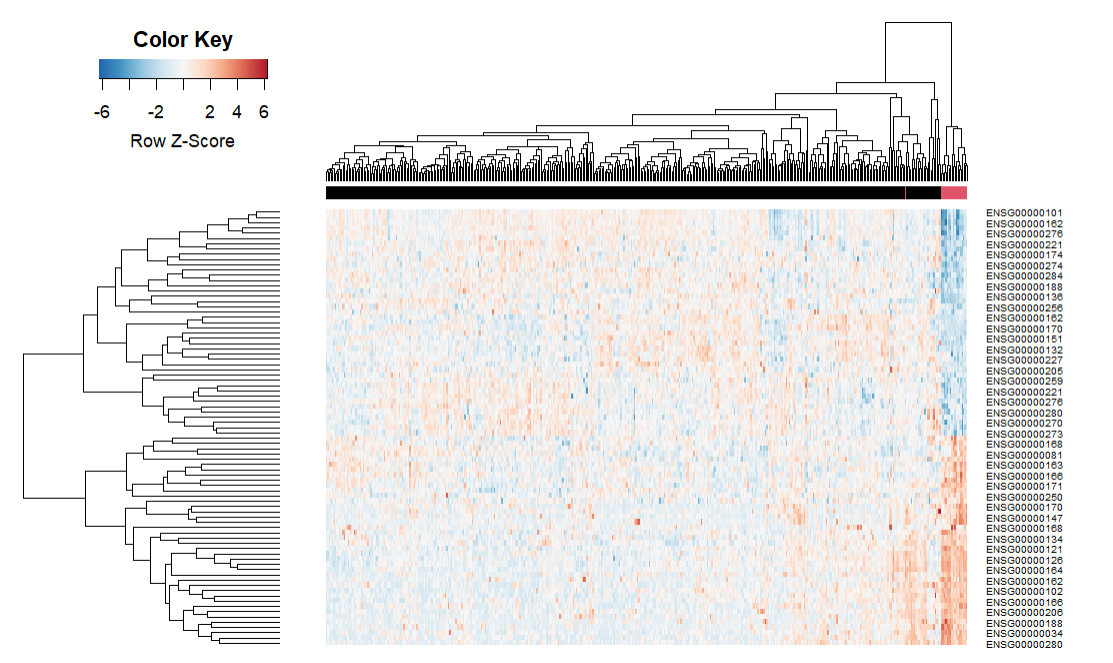 Color Key
-6 -2 2 4 6
Row Z-Score
ENSG00000101
ENSG00000162
ENSG00000276
ENSG00000221
ENSG00000174
ENSG00000274
ENSG00000284
ENSG00000188
ENSG00000136
ENSG00000256
ENSG00000162
ENSG00000170
ENSG00000151
ENSG00000132
ENSG00000227
ENSG00000205
ENSG00000259
ENSG00000221
ENSG00000276
ENSG00000280
ENSG00000270
ENSG00000273
ENSG00000168
ENSG00000081
ENSG00000163
ENSG00000166
ENSG00000171
ENSG00000250
ENSG00000170
ENSG00000147
ENSG00000168
ENSG00000134
ENSG00000121
ENSG00000126
ENSG00000164
ENSG00000162
ENSG00000102
ENSG00000166
ENSG00000206
ENSG00000188
ENSG00000034
ENSG00000280